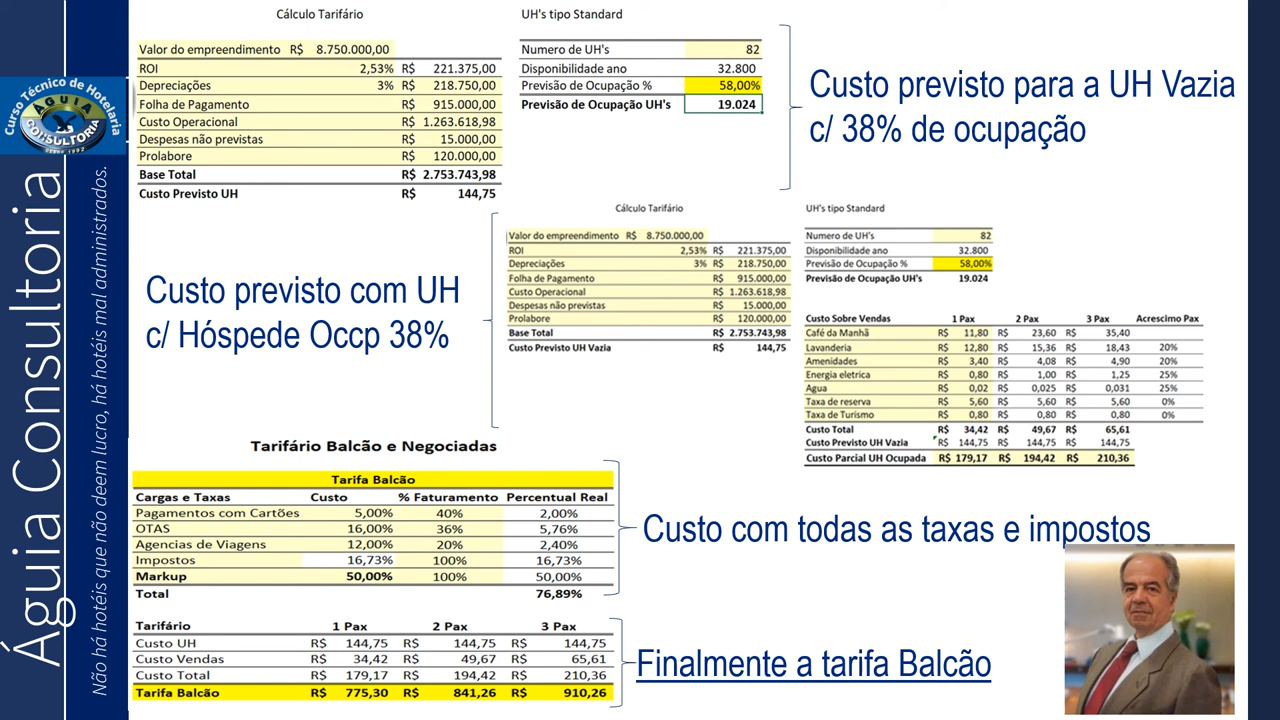 Curso Técnico de Hotelaria
ÁGUIA
CONSULTORIA
DESDE 1992
Águia Consultoria
Não há hotéis que não deem lucro, há hotéis mal administrados.
Cálculo Tarifário
Valor do empreendimento R$ 8.750.000,00
ROI 2,53% R$ 221.375,00
Depreciações 3% R$ 218.750,00
Folha de Pagamento R$ 915.000,00
Custo Operacional R$ 1.263.618,98
Despesas não previstas R$ 15.000,00
Prolabore R$ 120.000,00
Base Total R$ 2.753.743,98
Custo Previsto UH R$ 144,75
UH's tipo Standard
Numero de UH's 82
Disponibilidade ano 32.800
Previsão de Ocupação % 58,00%
Previsão de Ocupação UH's 19.024
Custo previsto para a UH Vazia
c/ 38% de ocupação
Custo previsto com UH
c/ Hóspede Occp 38%
Cálculo Tarifário
Valor do empreendimento R$ 8.750.000,00
ROI 2,53% R$ 221.375,00
Depreciações 3% R$ 218.750,00
Folha de Pagamento R$ 915.000,00
Custo Operacional R$ 1.263.618,98
Despesas não previstas R$ 15.000,00
Prolabore R$ 120.000,00
Base Total R$ 2.753.743,98
Custo Previsto UH Vazia R$ 144,75
UH's tipo Standard
Numero de UH's 82
Disponibilidade ano 32.800
Previsão de Ocupação % 58,00%
Previsão de Ocupação UH's 19.024
Custo Sobre Vendas 1 Pax 2 Pax 3 Pax Acrescimo Pax
Café da Manhã R$ 11,80 R$ 23,60 R$ 35,40
Lavanderia R$ 12,80 R$ 15,36 R$ 18,43 20%
Amenidades R$ 3,40 R$ 4,08 R$ 4,90 20%
Energia eletrica R$ 0,80 R$ 1,00 R$ 1,25 25%
Agua R$ 0,02 R$ 0,025 R$ 0,031 25%
Taxa de reserva R$ 5,60 R$ 5,60 R$ 5,60 0%
Taxa de Turismo R$ 0,80 R$ 0,80 R$ 0,80 0%
Custo Total R$ 34,42 R$ 49,67 R$ 65,61
Custo Previsto UH Vazia R$ 144,75 R$ 144,75 R$ 144,75
Custo Parcial UH Ocupada R$ 179,17 R$ 194,42 R$ 210,36
Tarifário Balcão e Negociadas
Tarifa Balcão
Cargas e Taxas Custo % Faturamento Percentual Real
Pagamentos com Cartões 5,00% 40% 2,00%
OTAS 16,00% 36% 5,76%
Agencias de Viagens 12,00% 20% 2,40%
Impostos 16,73% 100% 16,73%
Markup 50,00% 100% 50,00%
Total 76,89%
Custo com todas as taxas e impostos
Tarifário 1 Pax 2 Pax 3 Pax
Custo UH R$ 144,75 R$ 144,75 R$ 144,75
Custo Vendas R$ 34,42 R$ 49,67 R$ 65,61
Custo Total R$ 179,17 R$ 194,42 R$ 210,36
Tarifa Balcão R$ 775,30 R$ 841,26 R$ 910,26
Finalmente a tarifa Balcão